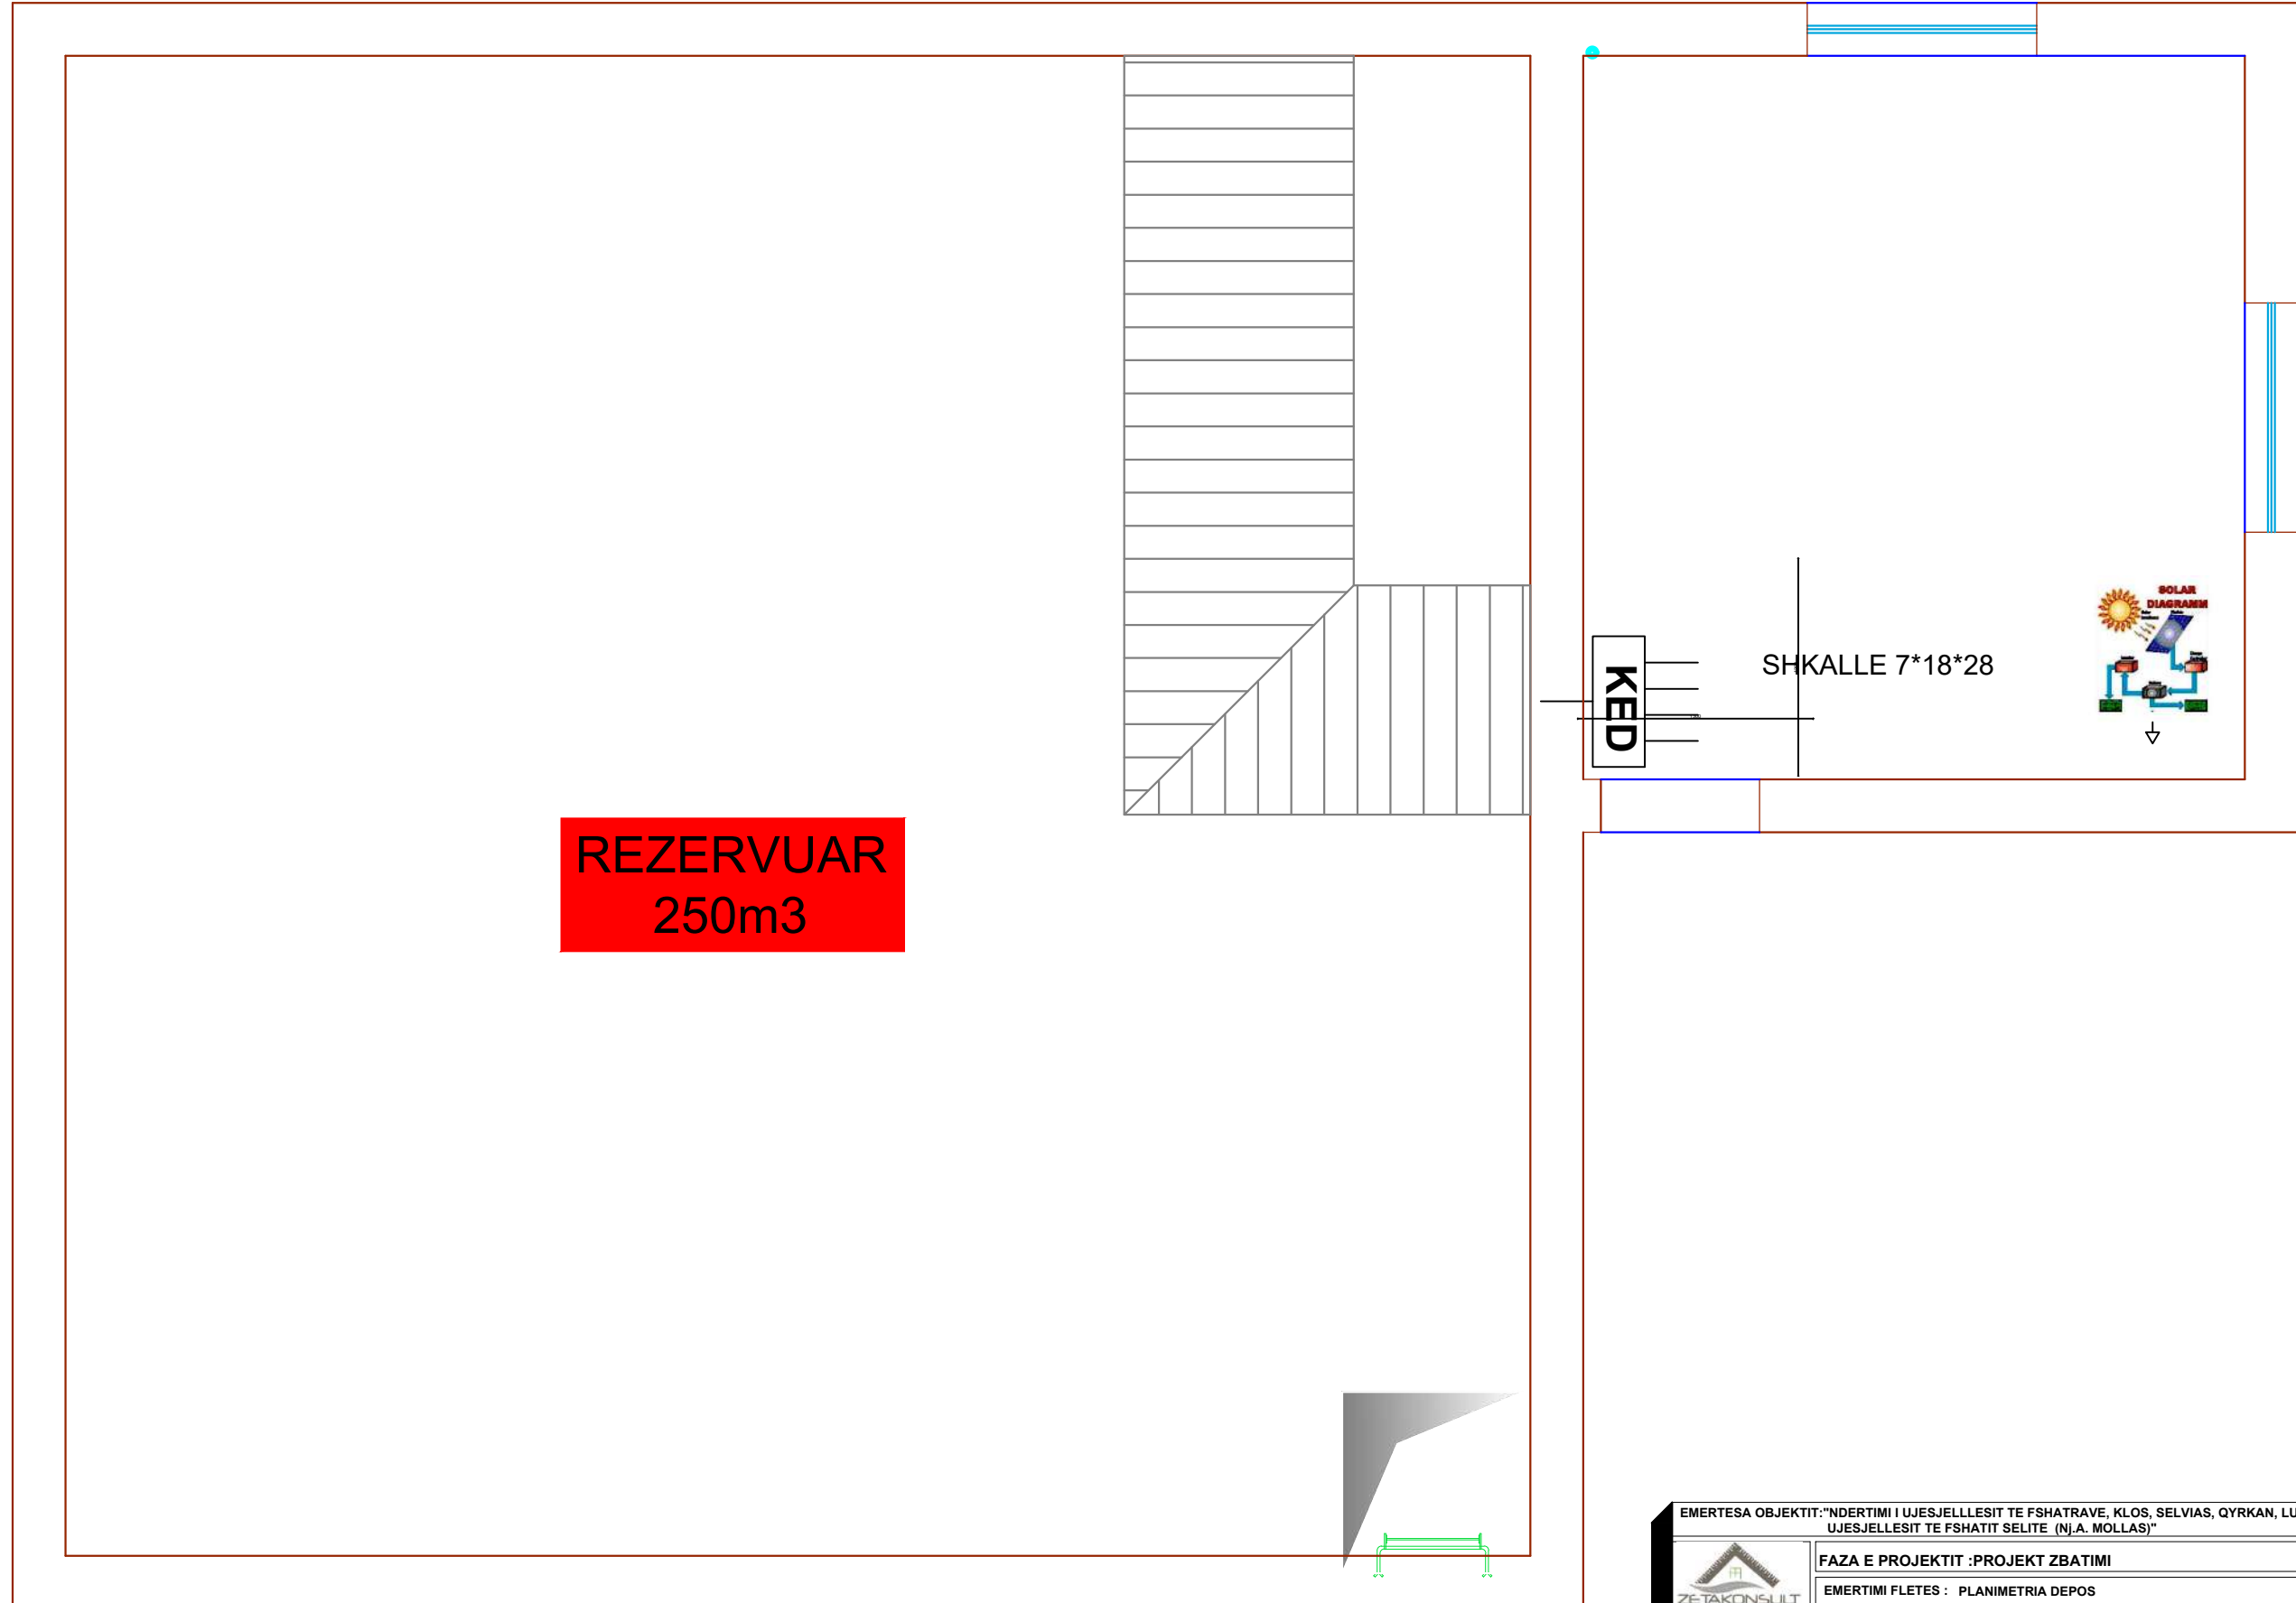 SOLAR
DIAGRAMM
SHKALLE 7*18*28
KED
REZERVUAR
250m3
EMERTESA OBJEKTIT:"NDERTIMI I UJESJELLLESIT TE FSHATRAVE, KLOS, SELVIAS, QYRKAN, LU
UJESJELLESIT TE FSHATIT SELITE (Nj.A. MOLLAS)"
FAZA E PROJEKTIT :PROJEKT ZBATIMI
EMERTIMI FLETES : PLANIMETRIA DEPOS
ZETAKONSULT